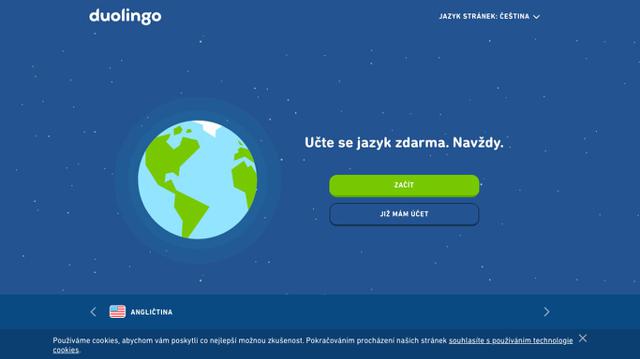 duolingo
JAZYK STRÁNEK: ČEŠTINA
Učte se jazyk zdarma. Navždy.
ZAČÍT
JIŽ MÁM ÚČET
ANGLIČTINA
Používáme cookies, abychom vám poskytli co nejlepší možnou zkušenost. Pokračováním procházení našich stránek souhlasíte s používáním technologie
cookies.